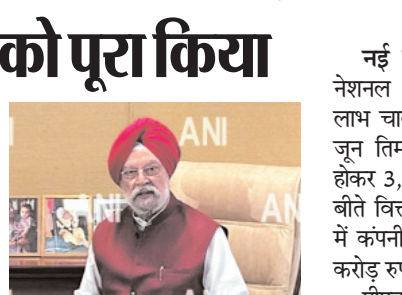 को पूरा किया
ANI
ANI
AN
नई
नेशनल
लाभ
जून
होकर 3,
बीते
में कंपनी
करोड़